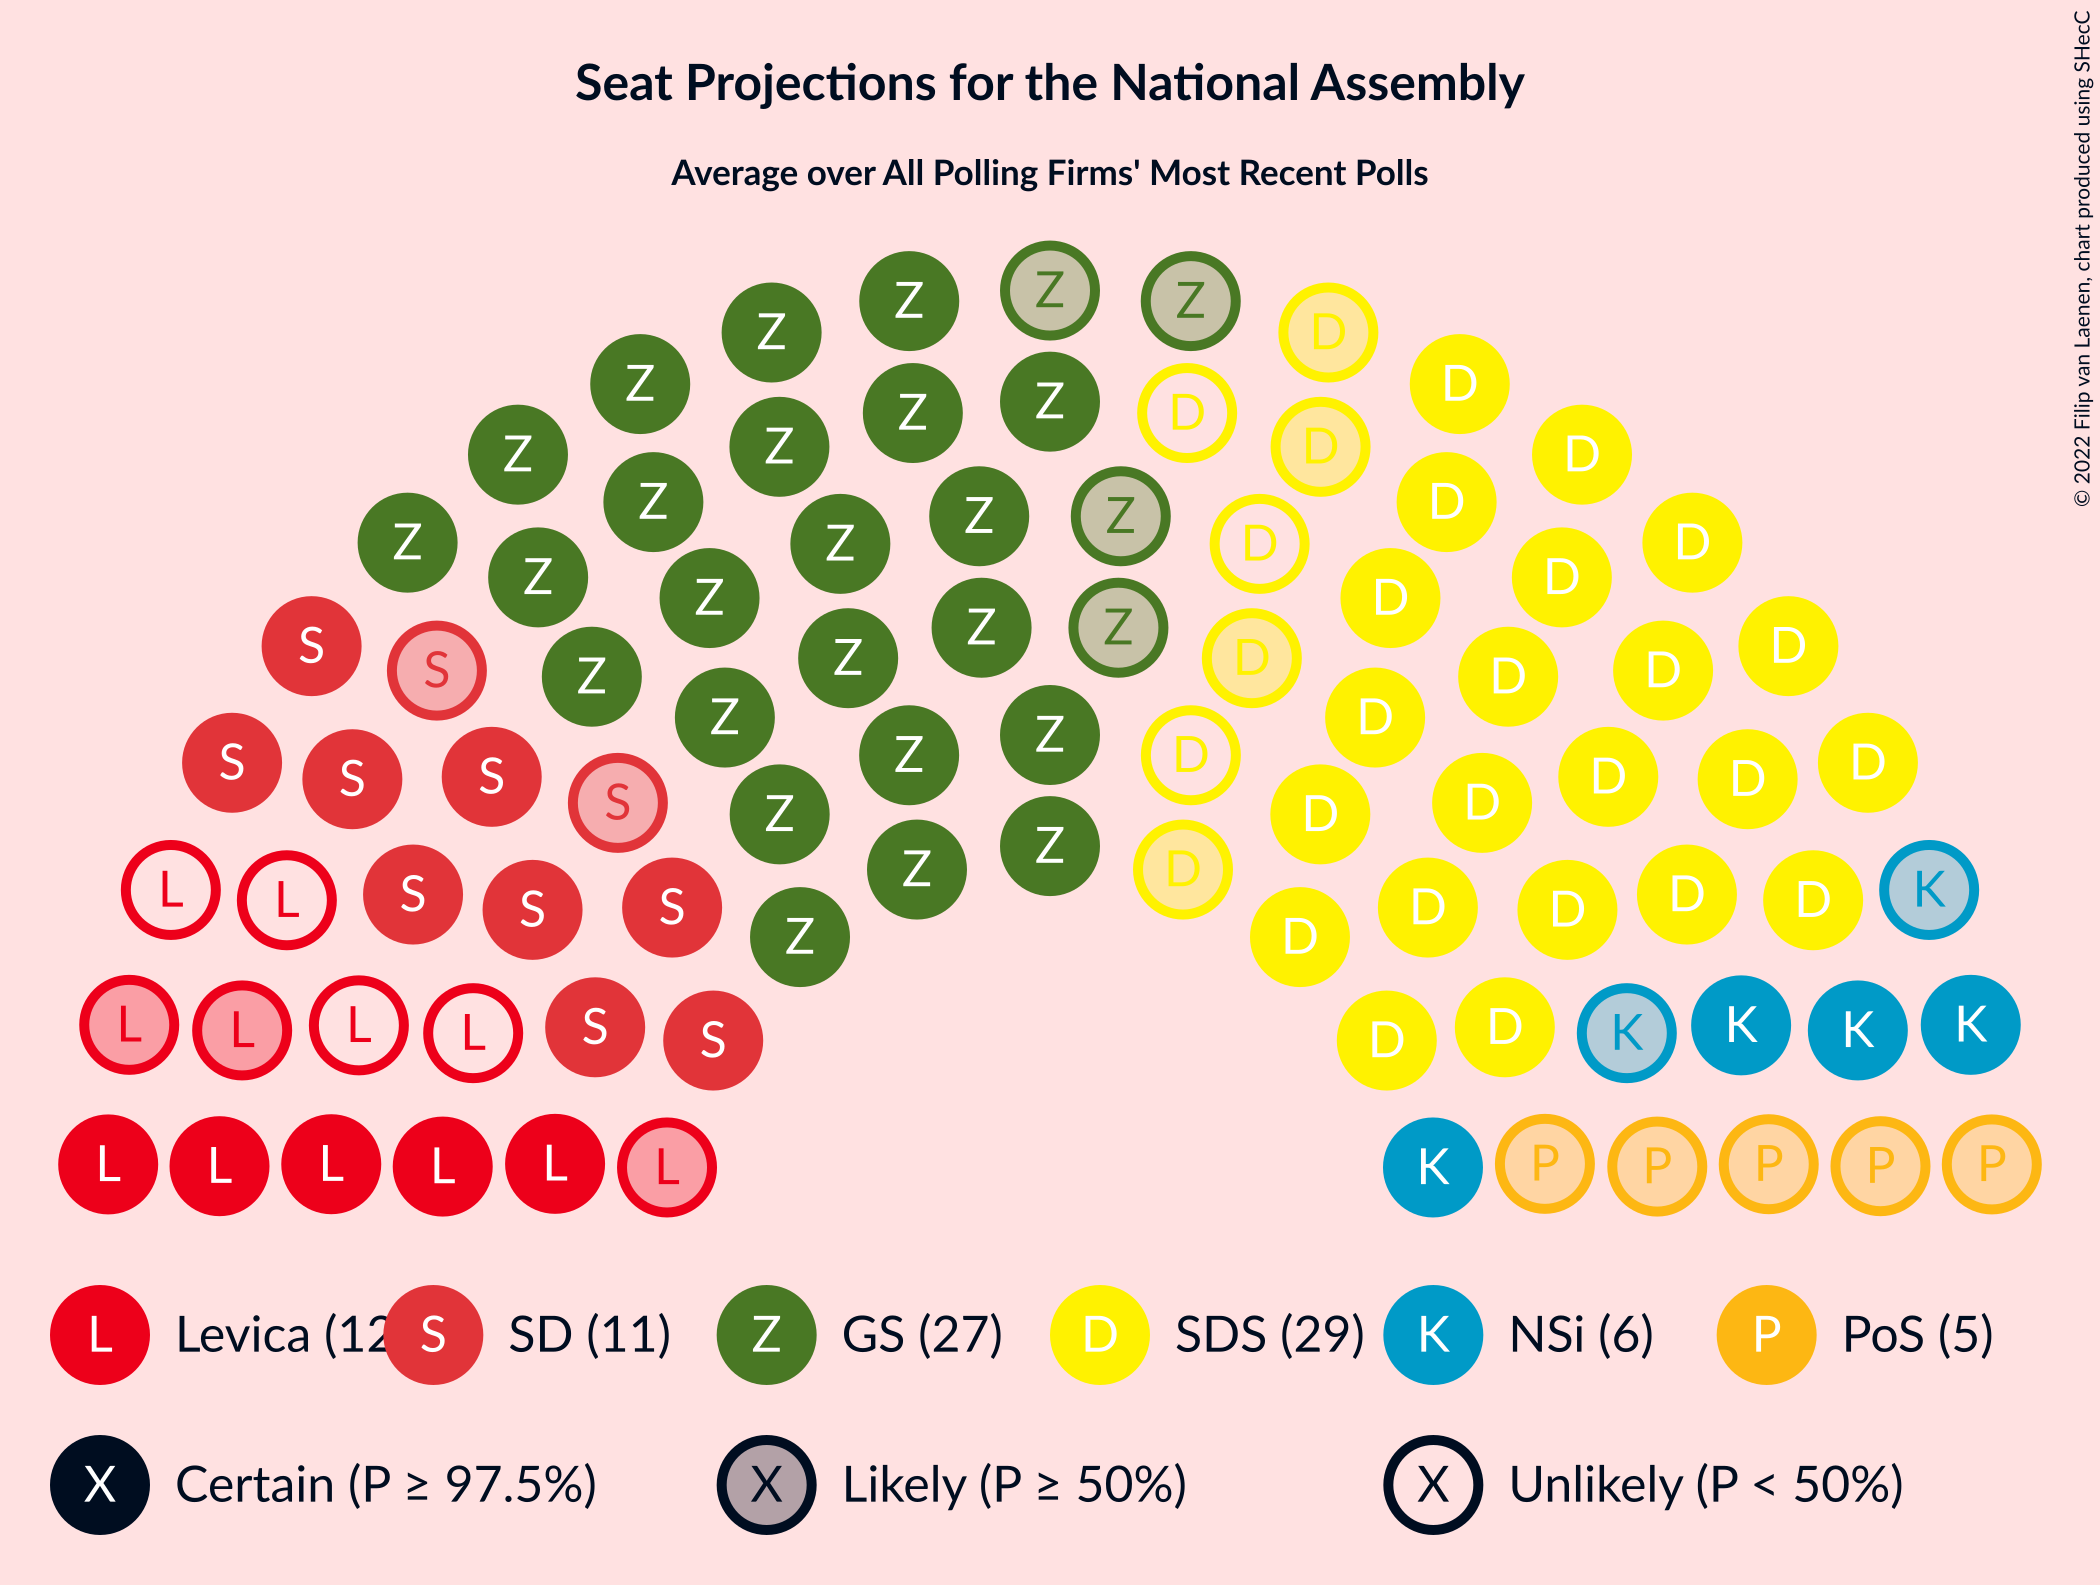 Seat Projections for the National Assembly
Average over All Polling Firms' Most Recent Polls
© 2022 Filip van Laenen, chart produced using SHecC
Z Z Z Z Z D
Z Z Z D D D
Z Z Z D D D
Z Z Z D D D
Z Z Z Z D D D
S S Z Z Z D D D D
S S S S Z Z Z D D D D D D
L L S S S Z Z Z D D D D D D K
L L L L S S D D K K K K
L L L L L L K P P P P P
L Levica (12 S SD (11) Z GS (27) D SDS (29) K NSi (6) P PoS (5)
X Certain (P ≥ 97.5%) X Likely (P ≥ 50%) X Unlikely (P < 50%)